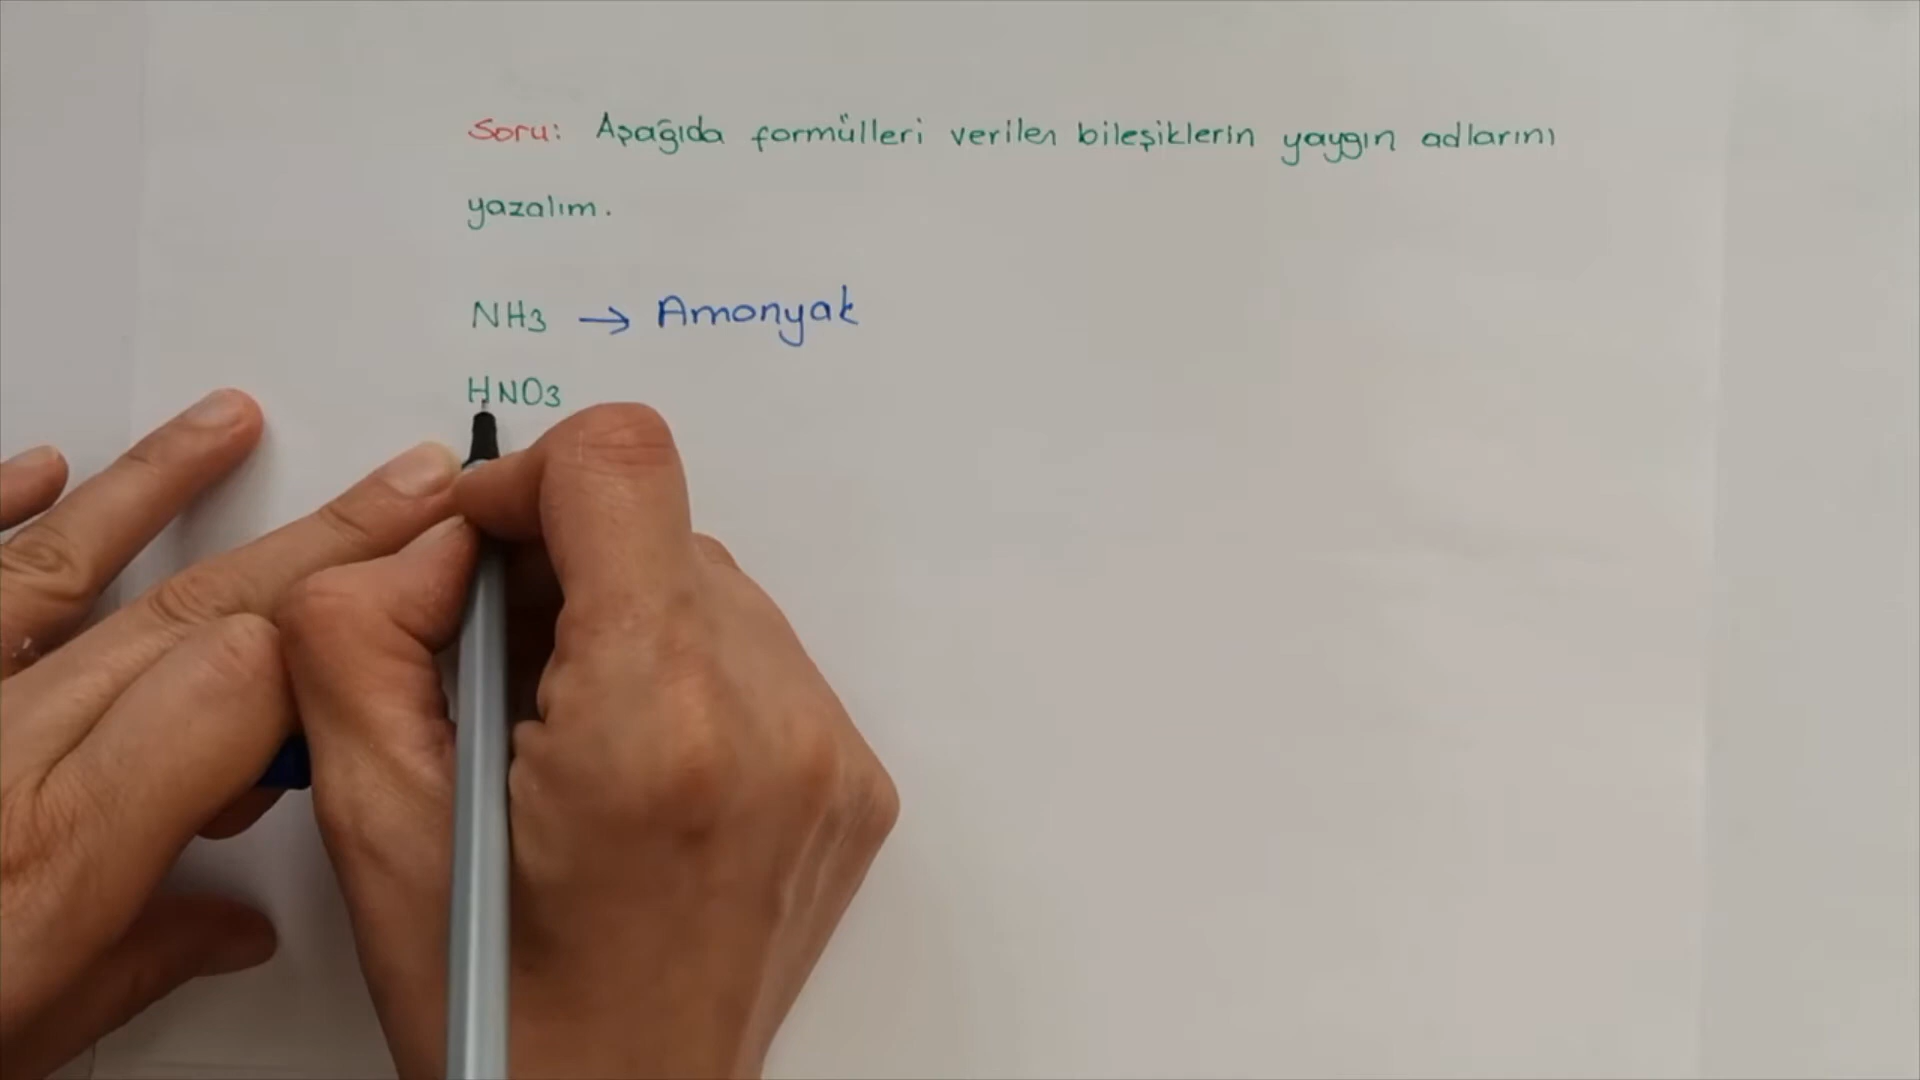 Soru: Aşağıda formülleri verilen bileşiklerin yaygın adlarını
yazalım.
NH3 → Amonyak
HNO3